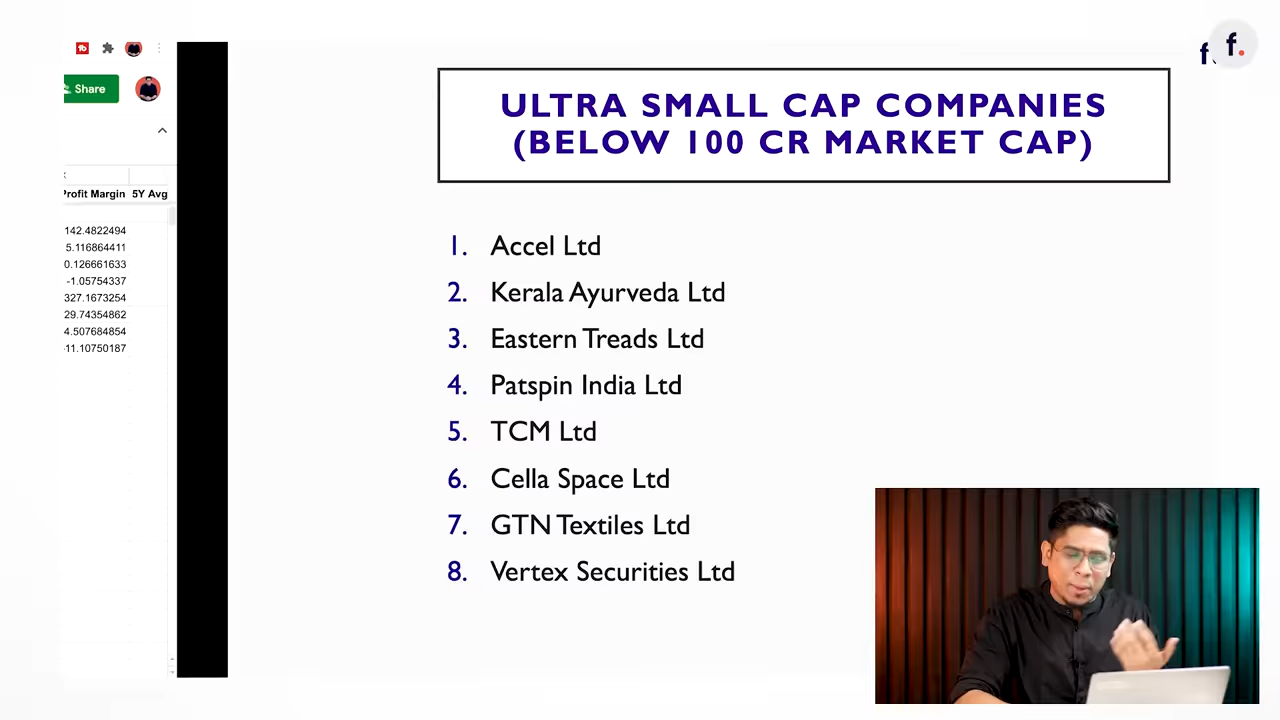 f.
Share
Profit Margin 5Y Avg
142.4822494
5.116864411
0.126661633
-1.05754337
327.1673254
29.74354862
4.507684854
11.10750187
ULTRA SMALL CAP COMPANIES
(BELOW 100 CR MARKET CAP)
1. Accel Ltd
2. Kerala Ayurveda Ltd
3. Eastern Treads Ltd
4. Patspin India Ltd
5. TCM Ltd
6. Cella Space Ltd
7. GTN Textiles Ltd
8. Vertex Securities Ltd